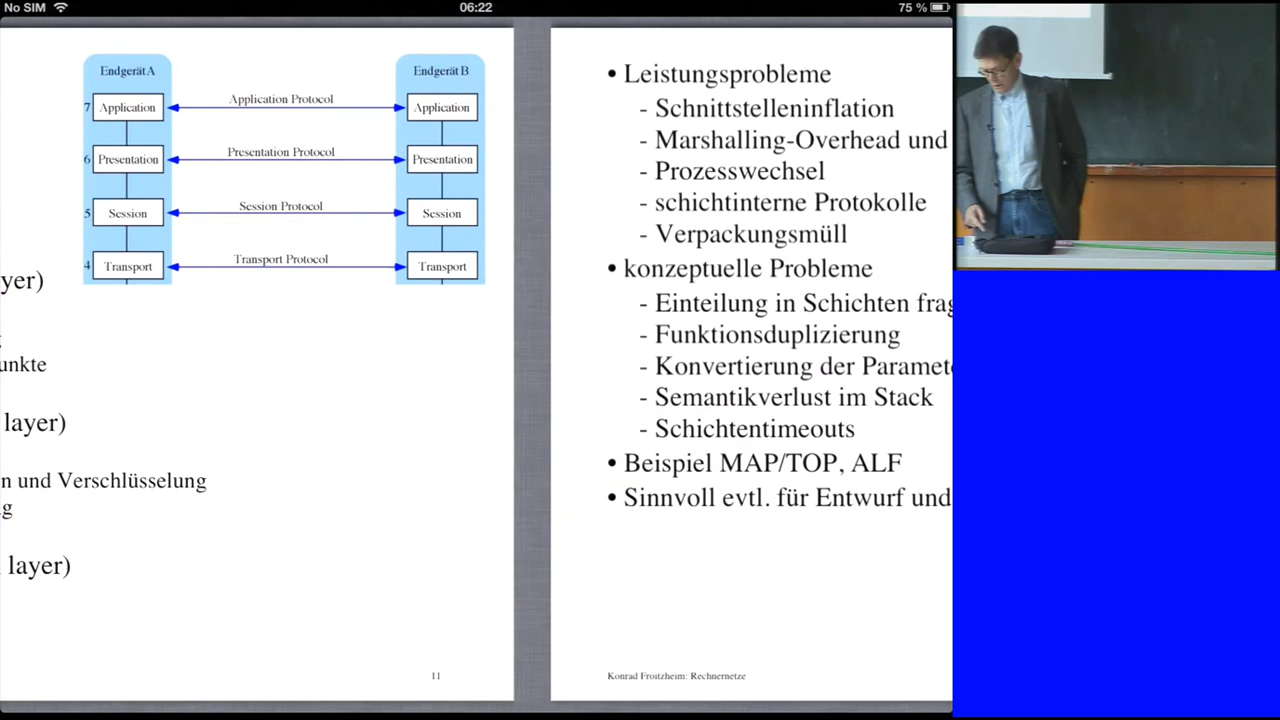 No SIM 06:22 75 %
Endgerät A Endgerät B
7 Application Application Protocol Application
6 Presentation Presentation Protocol Presentation
5 Session Session Protocol Session
4 Transport Transport Protocol Transport
yer)
unkte
layer)
n und Verschlüsselung
g
layer)
11
• Leistungsprobleme
- Schnittstelleninflation
- Marshalling-Overhead und
- Prozesswechsel
- schichtinterne Protokolle
- Verpackungsmüll
• konzeptuelle Probleme
- Einteilung in Schichten frag
- Funktionsduplizierung
- Konvertierung der Paramet
- Semantikverlust im Stack
- Schichtentimeouts
• Beispiel MAP/TOP, ALF
• Sinnvoll evtl. für Entwurf und
Konrad Froitzheim: Rechnernetze